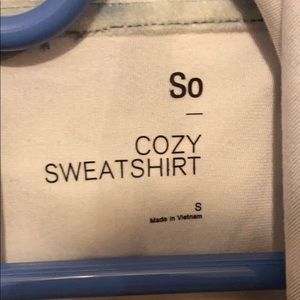 So
—
COZY
SWEATSHIRT
S
Made in Vietnam